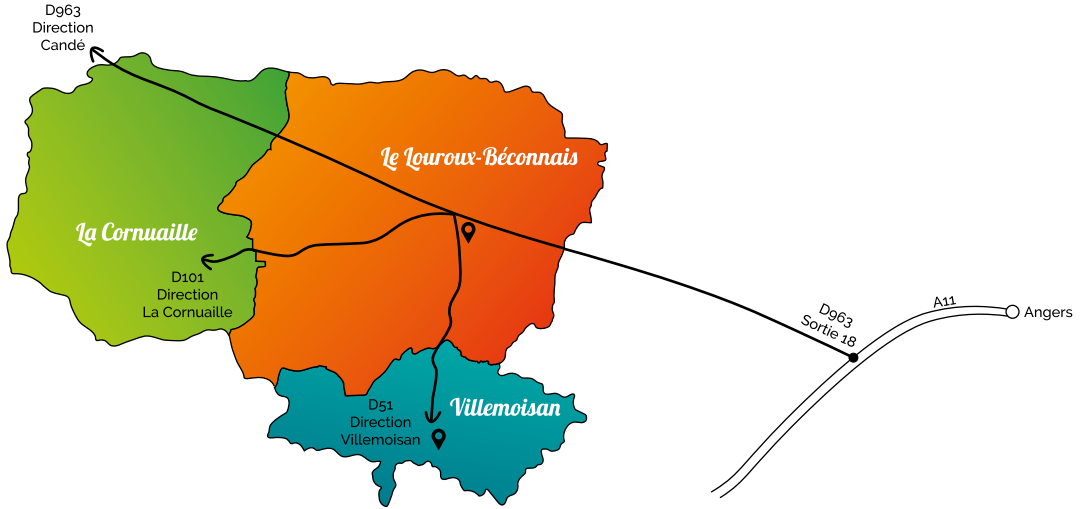 D963
Direction
Candé
Le Louroux-Béconnais
La Cornuaille
D101
Direction
La Cornuaille
D963
Sortie 18
A11
Angers
D51
Direction
Villemoisan
Villemoisan